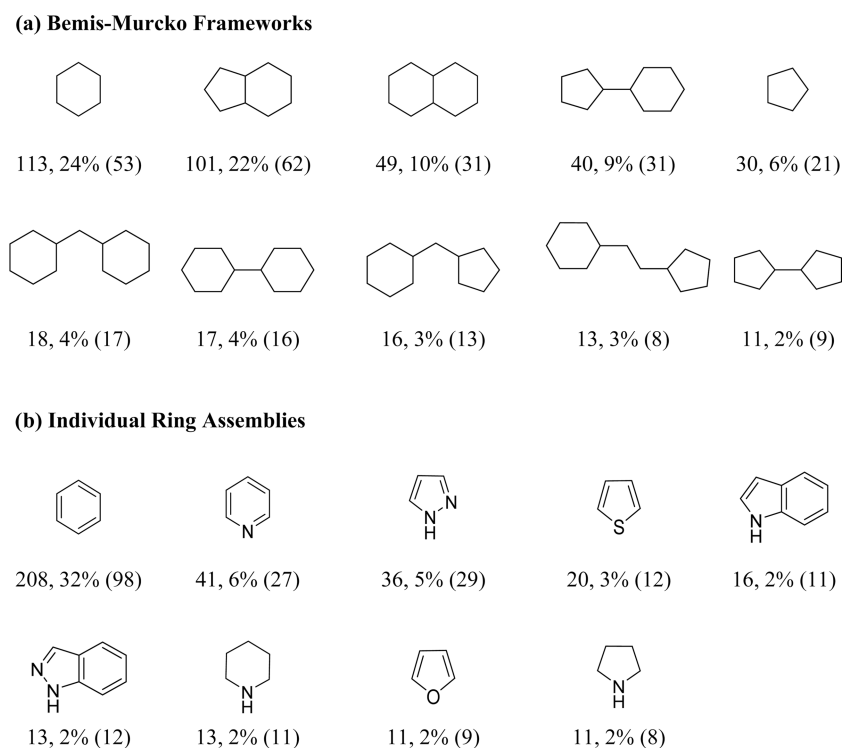 (a) Bemis-Murcko Frameworks
113, 24% (53) 101, 22% (62) 49, 10% (31) 40, 9% (31) 30, 6% (21)
18, 4% (17) 17, 4% (16) 16, 3% (13) 13, 3% (8) 11, 2% (9)
(b) Individual Ring Assemblies
N N N H S N H
208, 32% (98) 41, 6% (27) 36, 5% (29) 20, 3% (12) 16, 2% (11)
N N H N H O N H
13, 2% (12) 13, 2% (11) 11, 2% (9) 11, 2% (8)